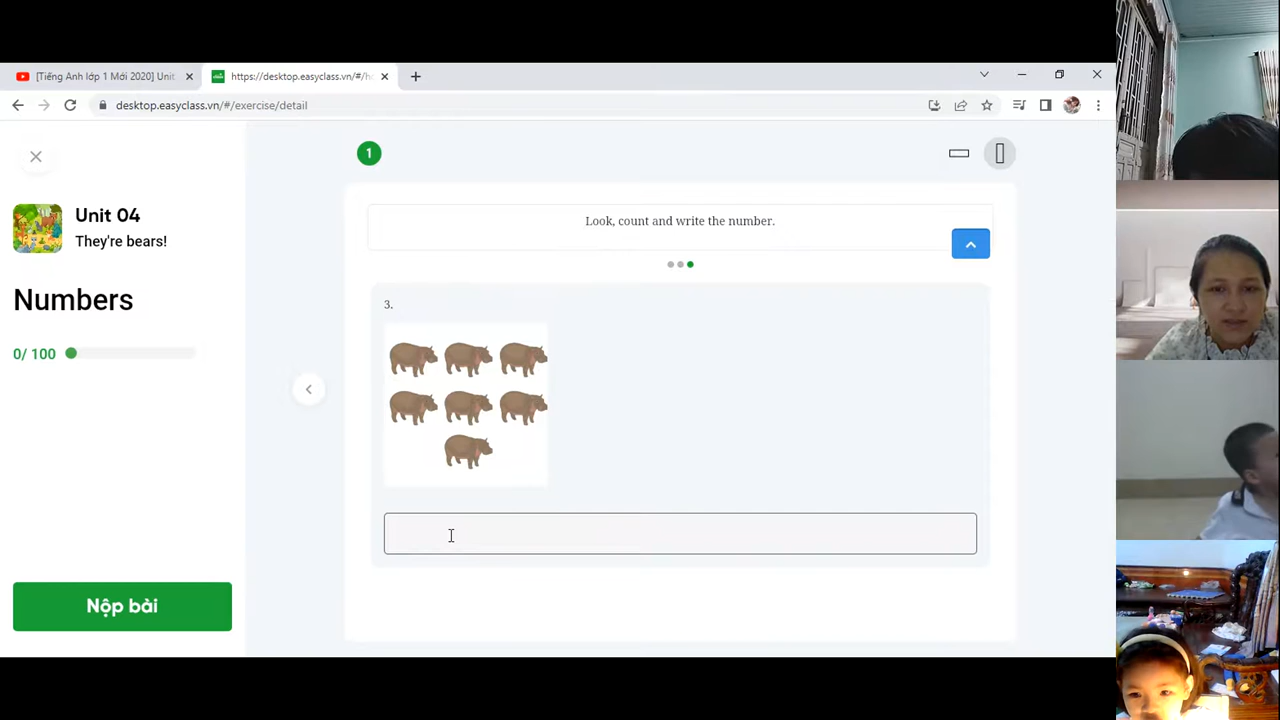 [Tiếng Anh lớp 1 Mới 2020] Unit
https://desktop.easyclass.vn/#/h
desktop.easyclass.vn/#/exercise/detail
1
Unit 04
They're bears!
Numbers
0/ 100
Nộp bài
Look, count and write the number.
3.